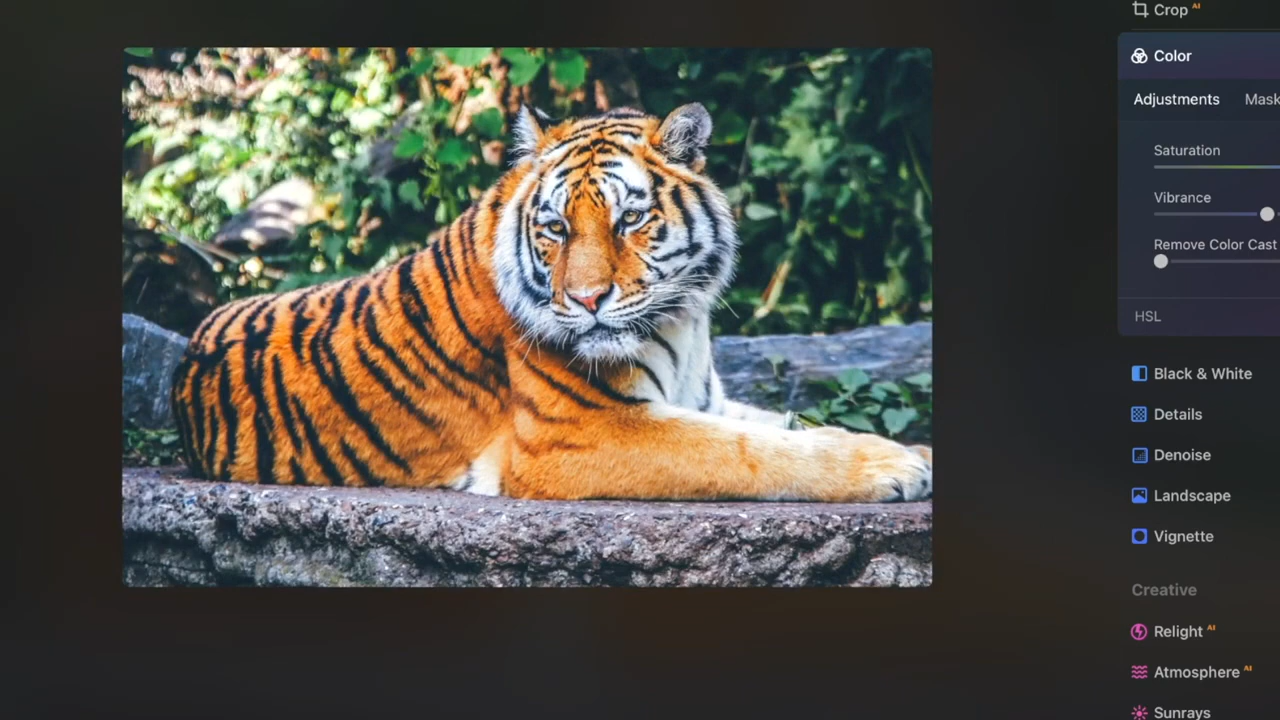 Crop AI
Color
Adjustments Mask
Saturation
Vibrance
Remove Color Cast
HSL
Black & White
Details
Denoise
Landscape
Vignette
Creative
Relight AI
Atmosphere AI
Sunrays